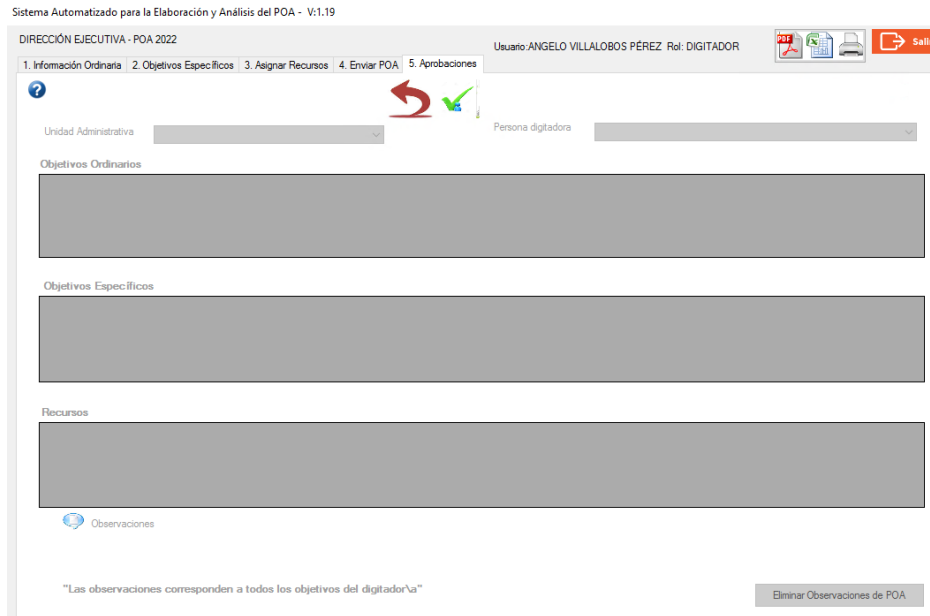 Sistema Automatizado para la Elaboración y Análisis del POA - V:1.19
DIRECCIÓN EJECUTIVA - POA 2022
Usuario:ANGELO VILLALOBOS PÉREZ Rol: DIGITADOR
PDF
Sali
1. Información Ordinaria 2. Objetivos Específicos 3. Asignar Recursos 4. Enviar POA 5. Aprobaciones
Unidad Administrativa
Persona digitadora
Objetivos Ordinarios
Objetivos Específicos
Recursos
Observaciones
"Las observaciones corresponden a todos los objetivos del digitador\a"
Eliminar Observaciones de POA